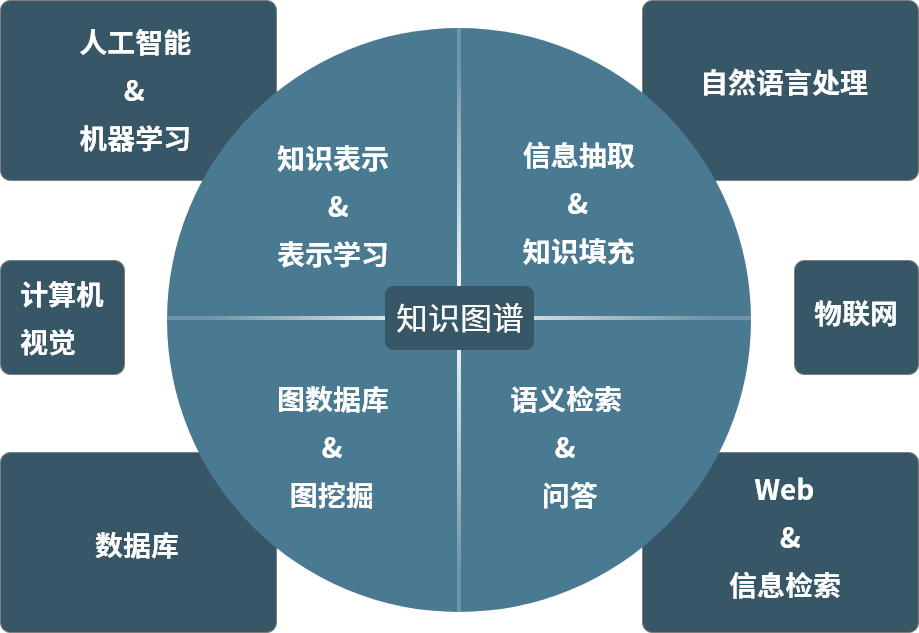 人工智能
&
机器学习
自然语言处理
知识表示
&
表示学习
信息抽取
&
知识填充
计算机
视觉
知识图谱
物联网
图数据库
&
图挖掘
语义检索
&
问答
数据库
Web
&
信息检索